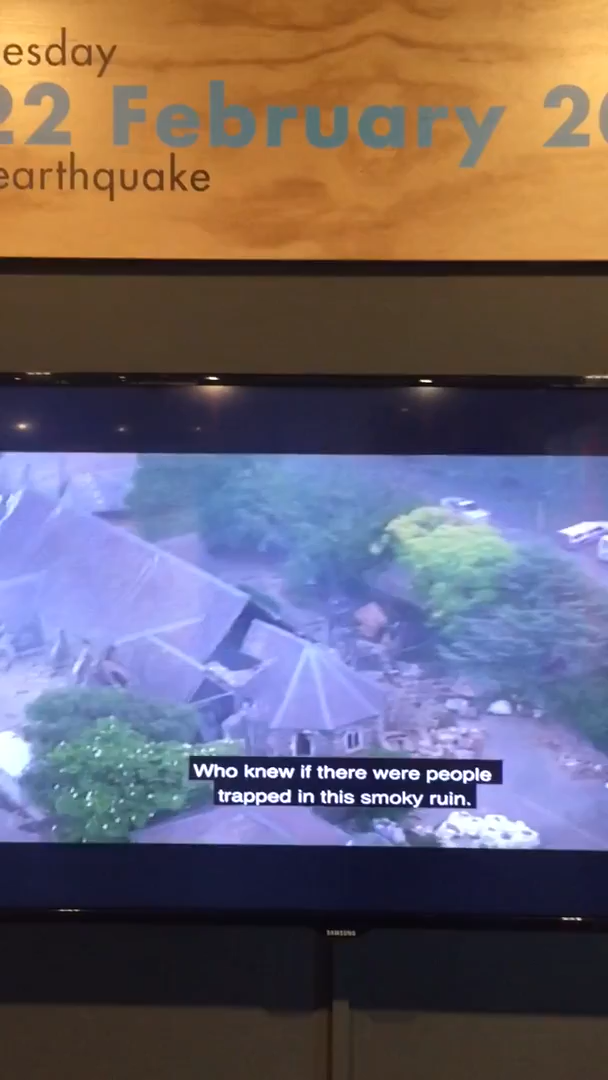 esday
22 February 20
earthquake
Who knew if there were people
trapped in this smoky ruin.
SAMSUNG